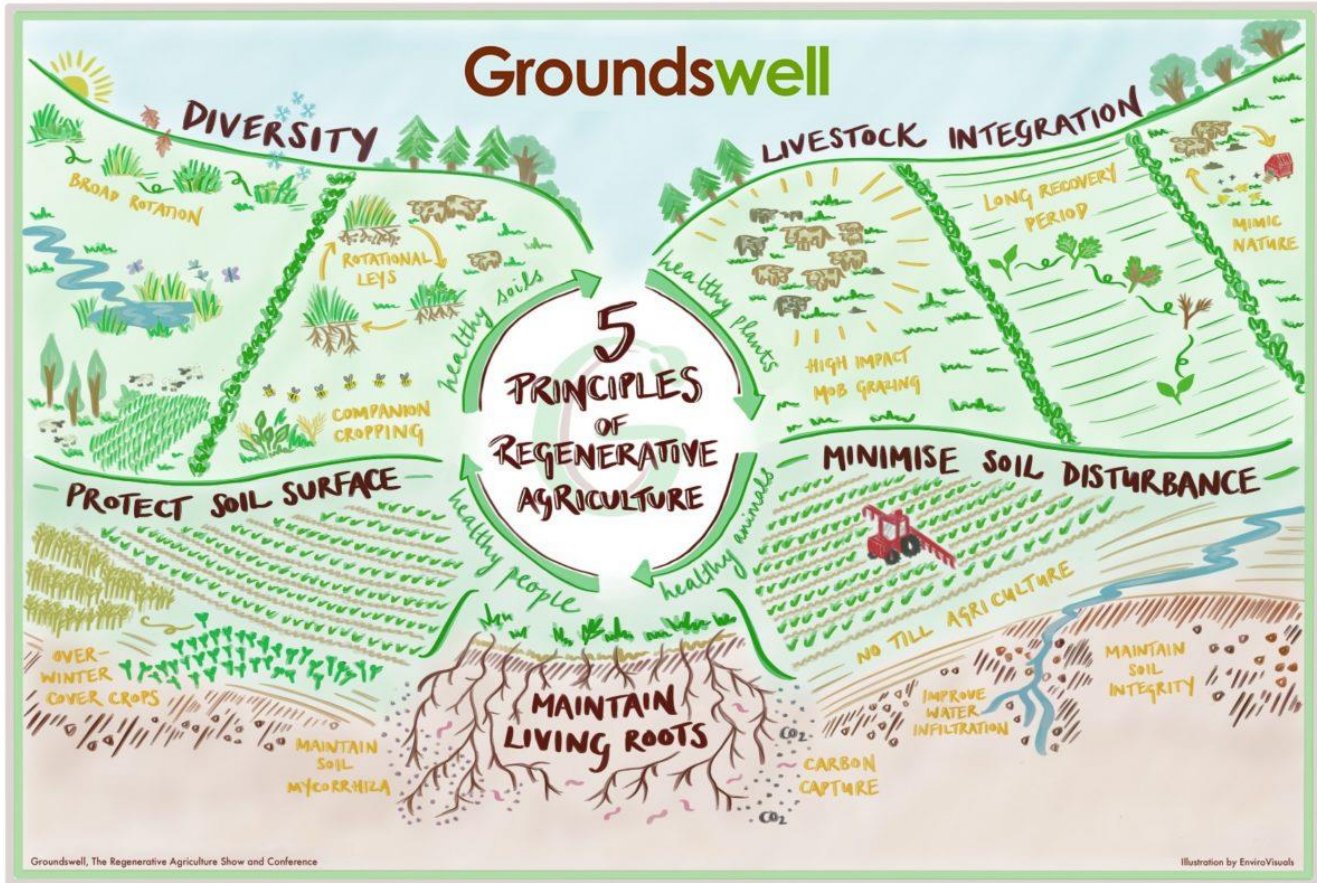 Groundswell
DIVERSITY
BROAD ROTATION
ROTATIONAL
LEYS
COMPANION
CROPPING
LIVESTOCK INTEGRATION
HIGH IMPACT
MOB GRAZING
LONG RECOVERY
PERIOD
MIMIC
NATURE
5
PRINCIPLES
OF
REGENERATIVE
AGRICULTURE
healthy soils
healthy plants
healthy animals
healthy people
PROTECT SOIL SURFACE
OVER-
WINTER
COVER CROPS
MAINTAIN
SOIL
MYCORRHIZA
MAINTAIN
LIVING ROOTS
CO2
CARBON
CAPTURE
CO2
MINIMISE SOIL DISTURBANCE
NO TILL AGRICULTURE
IMPROVE
WATER
INFILTRATION
MAINTAIN
SOIL
INTEGRITY
Groundswell, The Regenerative Agriculture Show and Conference
Illustration by EnviroVisuals